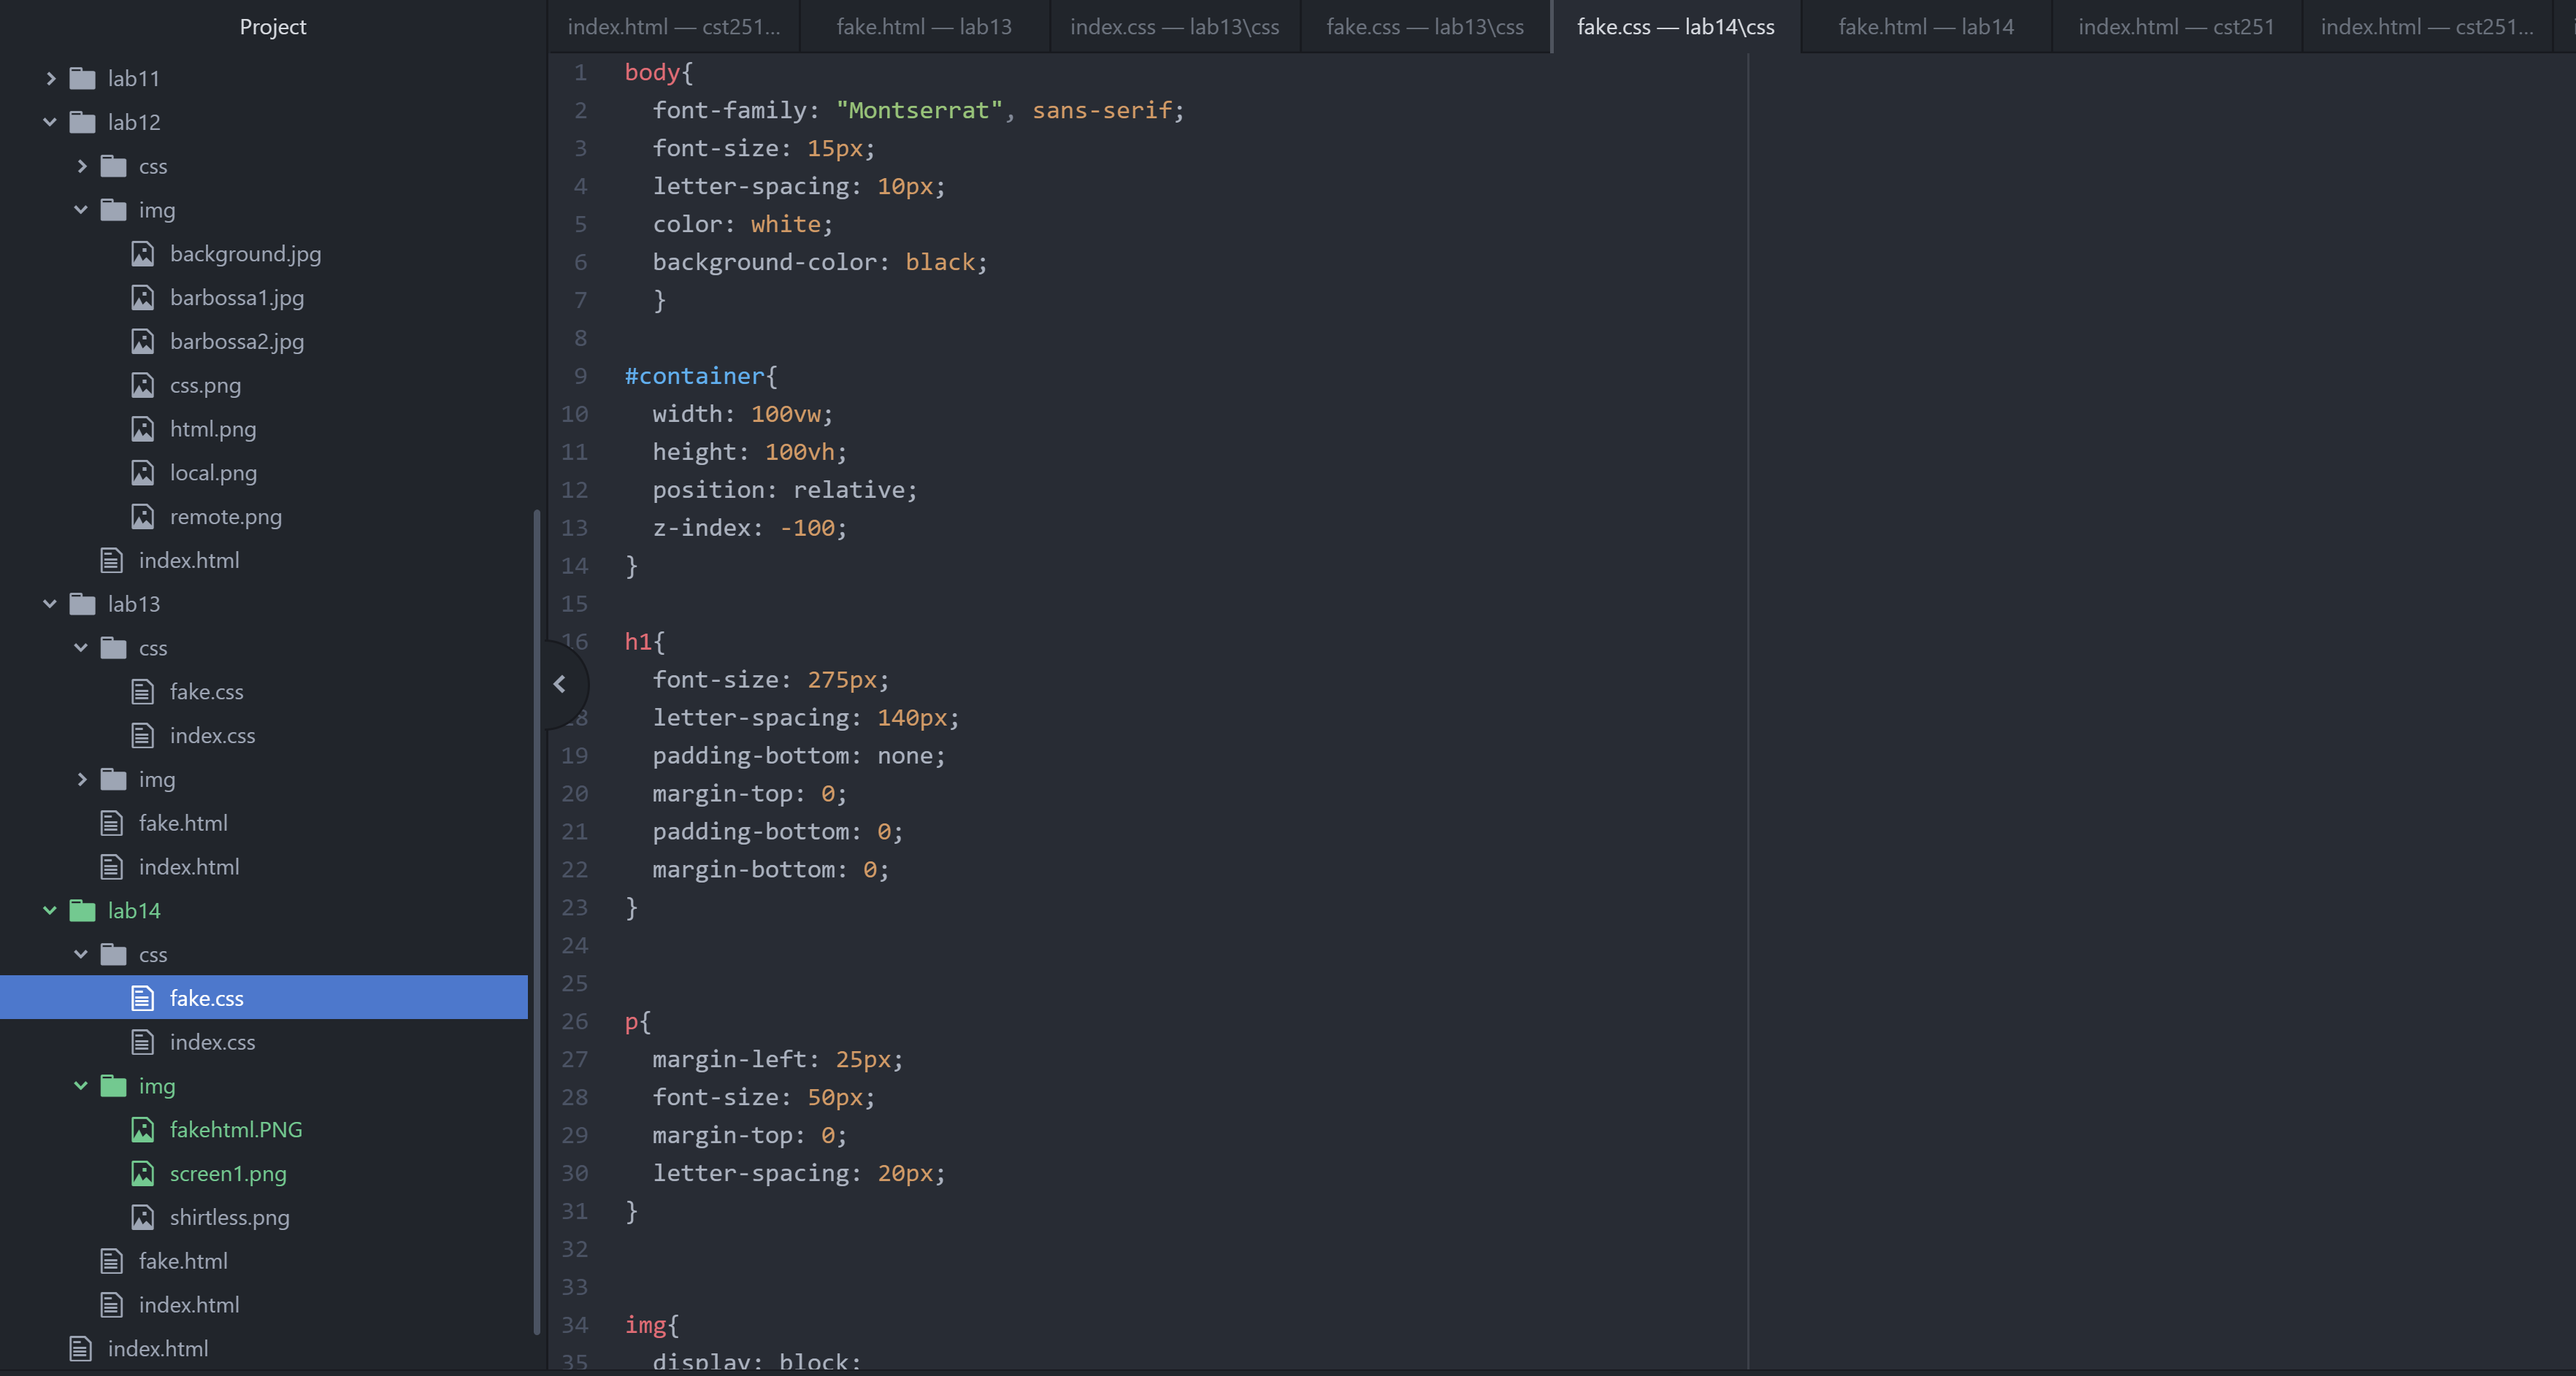 Project
lab11
lab12
css
img
background.jpg
barbossa1.jpg
barbossa2.jpg
css.png
html.png
local.png
remote.png
index.html
lab13
css
fake.css
index.css
img
fake.html
index.html
lab14
css
fake.css
index.css
img
fakehtml.PNG
screen1.png
shirtless.png
fake.html
index.html
index.html
index.html — cst251... fake.html — lab13 index.css — lab13\css fake.css — lab13\css fake.css — lab14\css fake.html — lab14 index.html — cst251 index.html — cst251...
1 body{
2   font-family: "Montserrat", sans-serif;
3   font-size: 15px;
4   letter-spacing: 10px;
5   color: white;
6   background-color: black;
7   }
8
9 #container{
10   width: 100vw;
11   height: 100vh;
12   position: relative;
13   z-index: -100;
14 }
15
16 h1{
font-size: 275px;
letter-spacing: 140px;
19   padding-bottom: none;
20   margin-top: 0;
21   padding-bottom: 0;
22   margin-bottom: 0;
23 }
24
25
26 p{
27   margin-left: 25px;
28   font-size: 50px;
29   margin-top: 0;
30   letter-spacing: 20px;
31 }
32
33
34 img{
35   display: block;